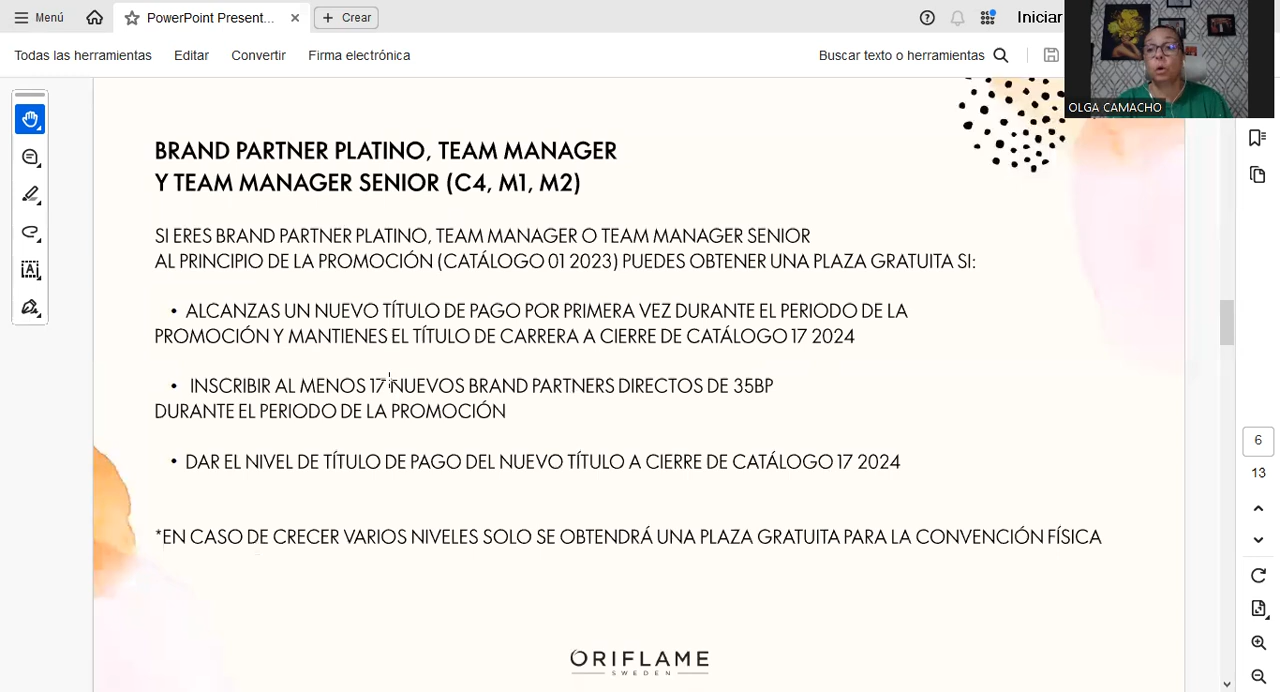 Menú
PowerPoint Present...
Crear
Iniciar
Todas las herramientas
Editar
Convertir
Firma electrónica
Buscar texto o herramientas
OLGA CAMACHO
BRAND PARTNER PLATINO, TEAM MANAGER
Y TEAM MANAGER SENIOR (C4, M1, M2)
SI ERES BRAND PARTNER PLATINO, TEAM MANAGER O TEAM MANAGER SENIOR
AL PRINCIPIO DE LA PROMOCIÓN (CATÁLOGO 01 2023) PUEDES OBTENER UNA PLAZA GRATUITA SI:
• ALCANZAS UN NUEVO TÍTULO DE PAGO POR PRIMERA VEZ DURANTE EL PERIODO DE LA
PROMOCIÓN Y MANTIENES EL TÍTULO DE CARRERA A CIERRE DE CATÁLOGO 17 2024
• INSCRIBIR AL MENOS 17 NUEVOS BRAND PARTNERS DIRECTOS DE 35BP
DURANTE EL PERIODO DE LA PROMOCIÓN
• DAR EL NIVEL DE TÍTULO DE PAGO DEL NUEVO TÍTULO A CIERRE DE CATÁLOGO 17 2024
*EN CASO DE CRECER VARIOS NIVELES SOLO SE OBTENDRÁ UNA PLAZA GRATUITA PARA LA CONVENCIÓN FÍSICA
6
13
ORIFLAME
SWEDEN